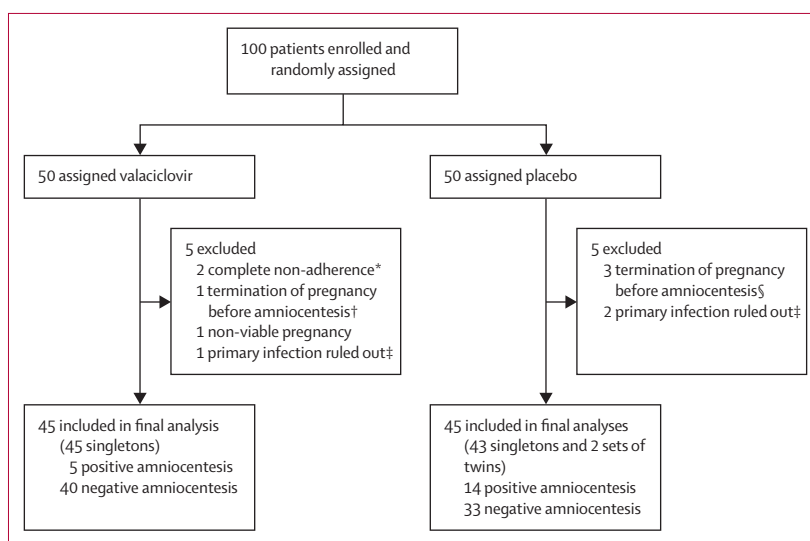 100 patients enrolled and
randomly assigned
50 assigned valaciclovir
50 assigned placebo
5 excluded
2 complete non-adherence*
1 termination of pregnancy
before amniocentesis†
1 non-viable pregnancy
1 primary infection ruled out‡
5 excluded
3 termination of pregnancy
before amniocentesis§
2 primary infection ruled out‡
45 included in final analysis
(45 singletons)
5 positive amniocentesis
40 negative amniocentesis
45 included in final analyses
(43 singletons and 2 sets of
twins)
14 positive amniocentesis
33 negative amniocentesis